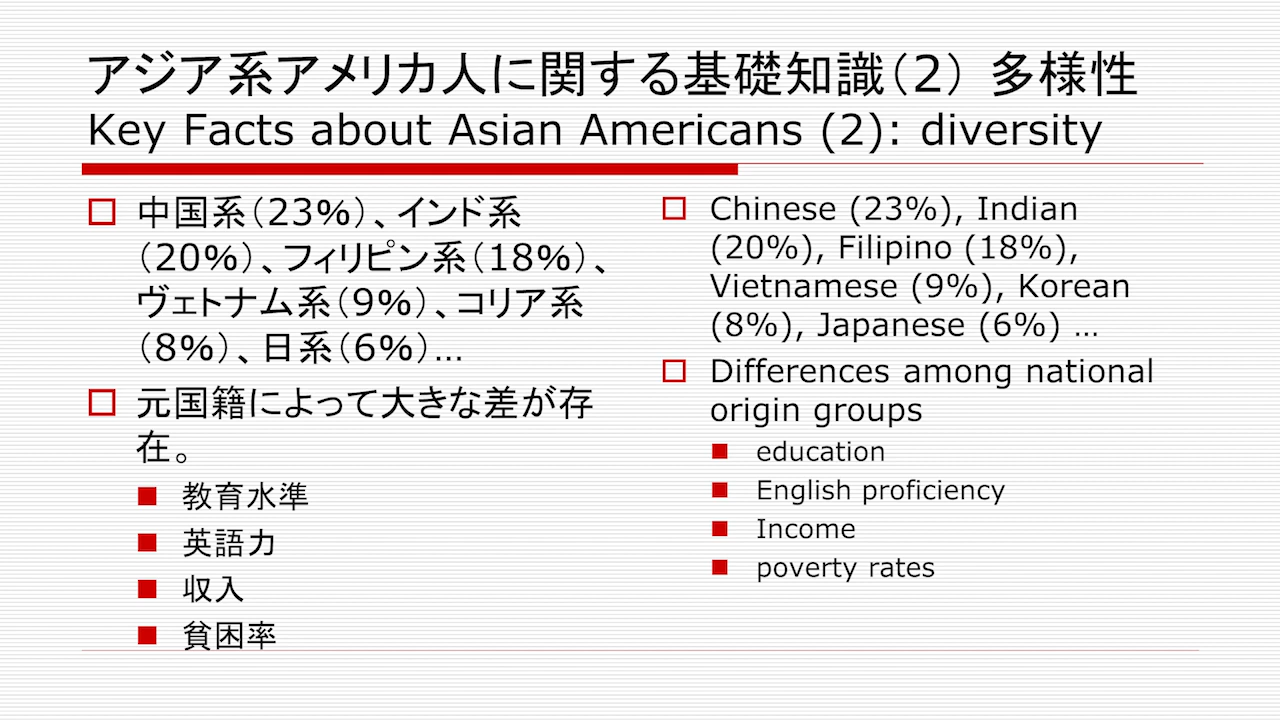 アジア系アメリカ人に関する基礎知識（2） 多様性
Key Facts about Asian Americans (2): diversity
中国系（23%）、インド系
（20%）、フィリピン系（18%）、
ヴェトナム系（9%）、コリア系
（8%）、日系（6%）…
元国籍によって大きな差が存
在。
教育水準
英語力
収入
貧困率
Chinese (23%), Indian
(20%), Filipino (18%),
Vietnamese (9%), Korean
(8%), Japanese (6%) …
Differences among national
origin groups
education
English proficiency
Income
poverty rates